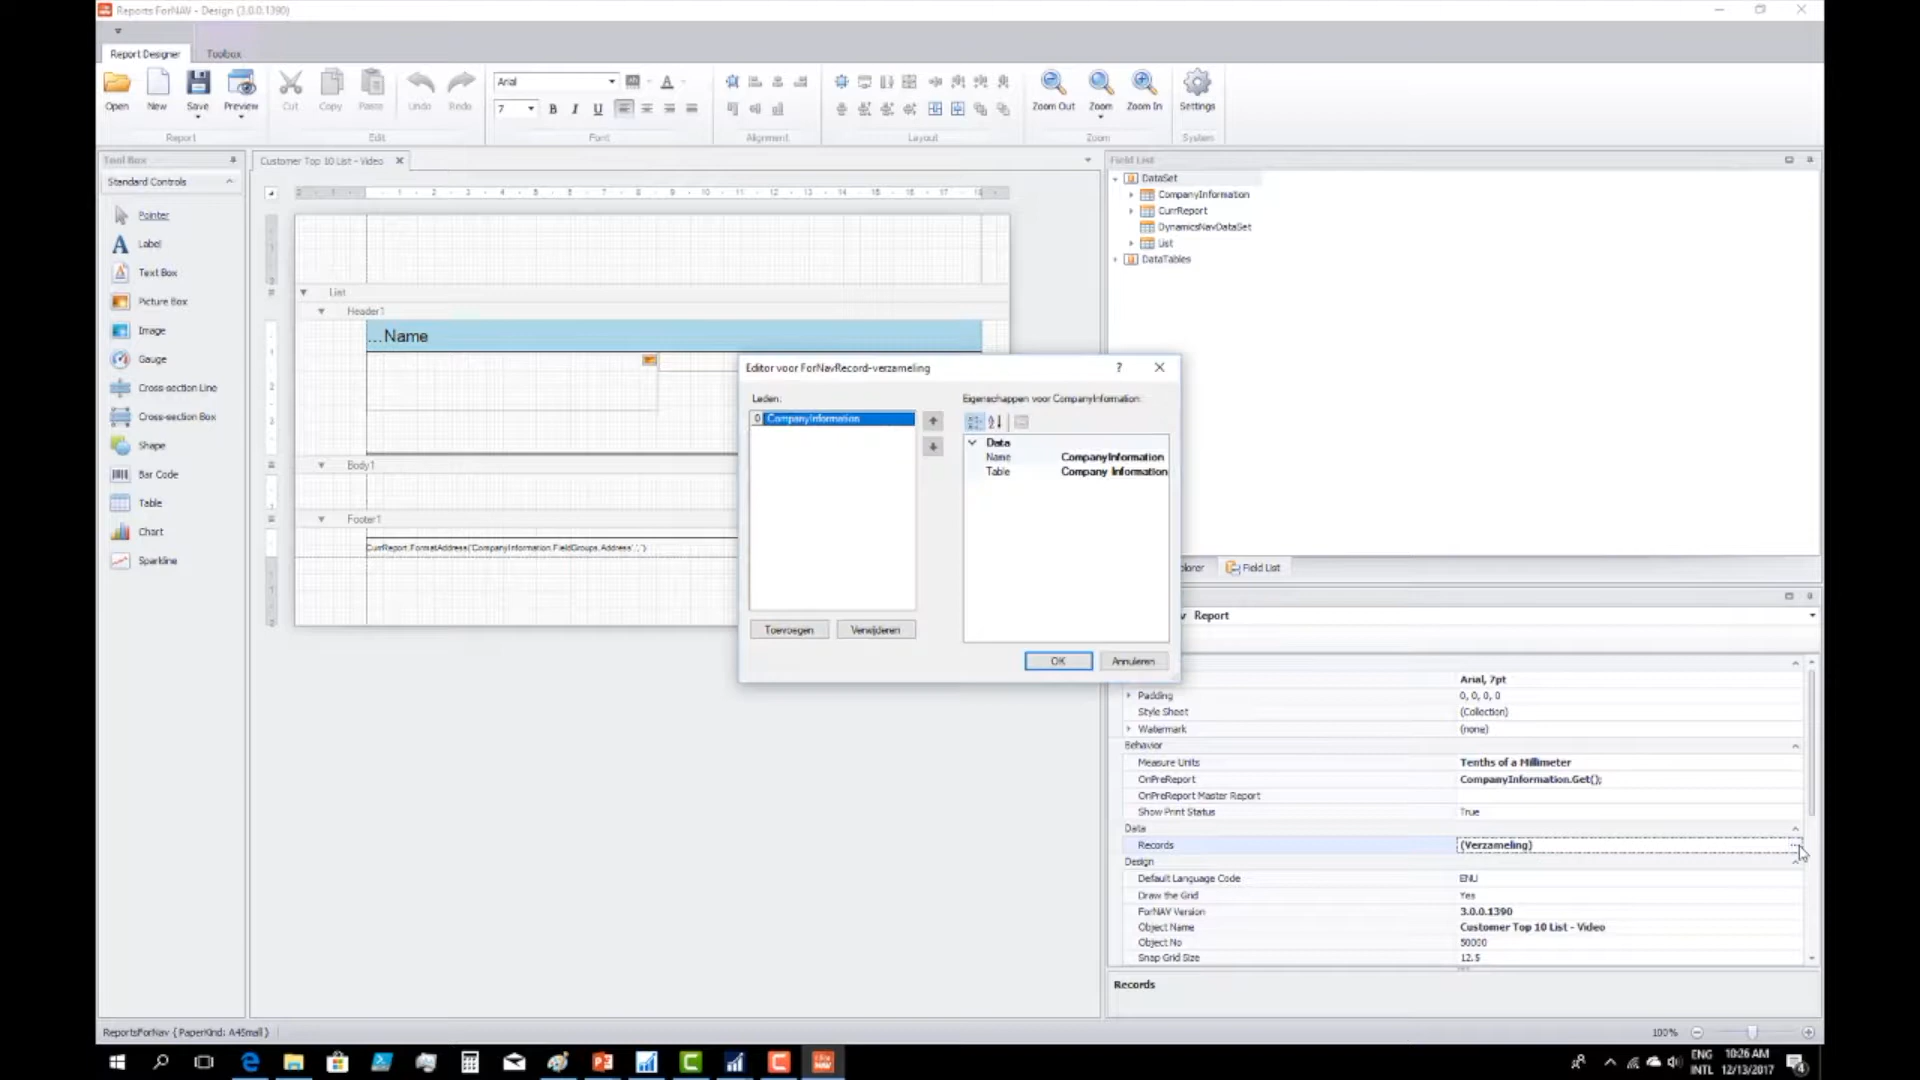 Reports ForNAV - Design (3.0.0.1390)
Report Designer
Toolbox
Open
New
Save
Preview
Cut
Copy
Paste
Undo
Redo
Arial
7
B
I
U
A
Zoom Out
Zoom
Zoom In
Settings
Report
Edit
Font
Alignment
Layout
Zoom
System
Tool Box
Standard Controls
Pointer
Label
Text Box
Picture Box
Image
Gauge
Cross-section Line
Cross-section Box
Shape
Bar Code
Table
Chart
Sparkline
Customer Top 10 List - Video
List
Header1
...Name
Body1
Footer1
CurrReport.FormatAddress('CompanyInformation.FieldGroups.Address',', ')
Editor voor ForNavRecord-verzameling
?
Leden:
0 CompanyInformation
Toevoegen
Verwijderen
Eigenschappen voor CompanyInformation:
Data
Name CompanyInformation
Table Company Information
OK
Annuleren
Field List
DataSet
CompanyInformation
CurrReport
DynamicsNavDataSet
List
DataTables
plorer
Field List
Report
Arial, 7pt
Padding 0, 0, 0, 0
Style Sheet (Collection)
Watermark (none)
Behavior
Measure Units Tenths of a Millimeter
OnPreReport CompanyInformation.Get();
OnPreReport Master Report
Show Print Status True
Data
Records (Verzameling)
Design
Default Language Code ENU
Draw the Grid Yes
ForNAV Version 3.0.0.1390
Object Name Customer Top 10 List - Video
Object No 50000
Snap Grid Size 12.5
Records
ReportsForNav { PaperKind: A4Small }
100%
ENG
INTL
10:26 AM
12/13/2017
4